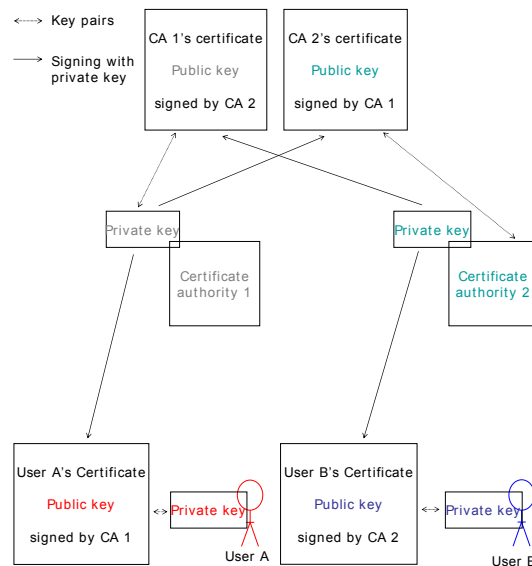 Key pairs
Signing with
private key
CA 1's certificate
Public key
signed by CA 2
CA 2's certificate
Public key
signed by CA 1
Private key
Certificate
authority 1
Private key
Certificate
authority 2
User A's Certificate
Public key
signed by CA 1
Private key
User A
User B's Certificate
Public key
signed by CA 2
Private key
User B